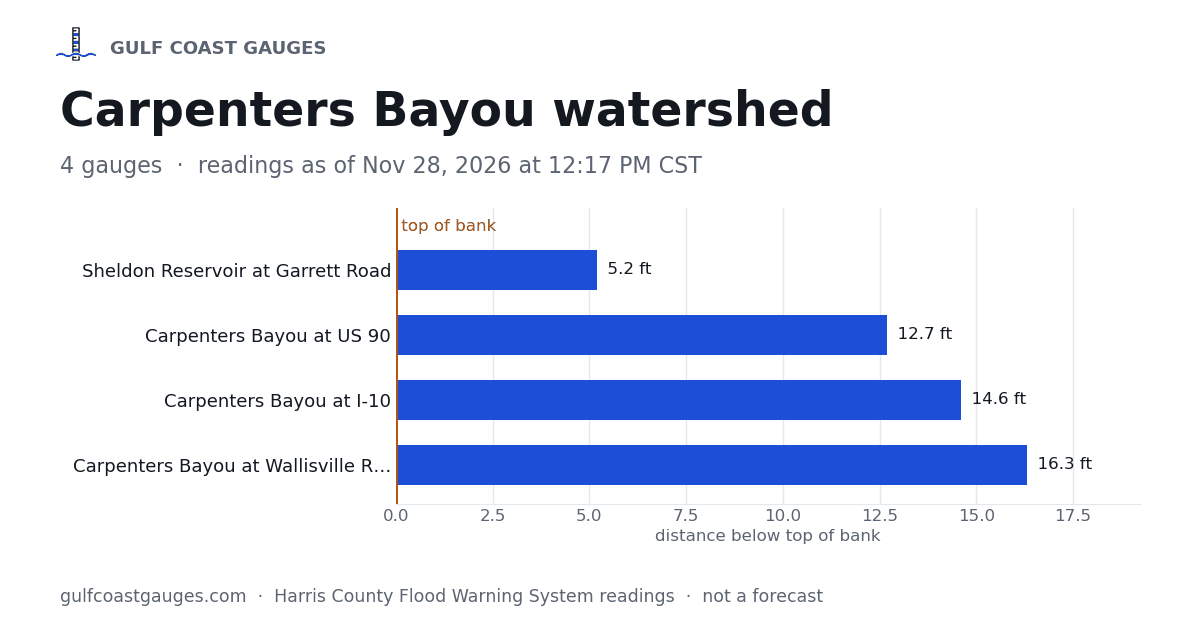 GULF COAST GAUGES
Carpenters Bayou watershed
4 gauges · readings as of Nov 28, 2026 at 12:17 PM CST
top of bank
Sheldon Reservoir at Garrett Road 5.2 ft
Carpenters Bayou at US 90 12.7 ft
Carpenters Bayou at I-10 14.6 ft
Carpenters Bayou at Wallisville R... 16.3 ft
0.0 2.5 5.0 7.5 10.0 12.5 15.0 17.5
distance below top of bank
gulfcoastgauges.com · Harris County Flood Warning System readings · not a forecast